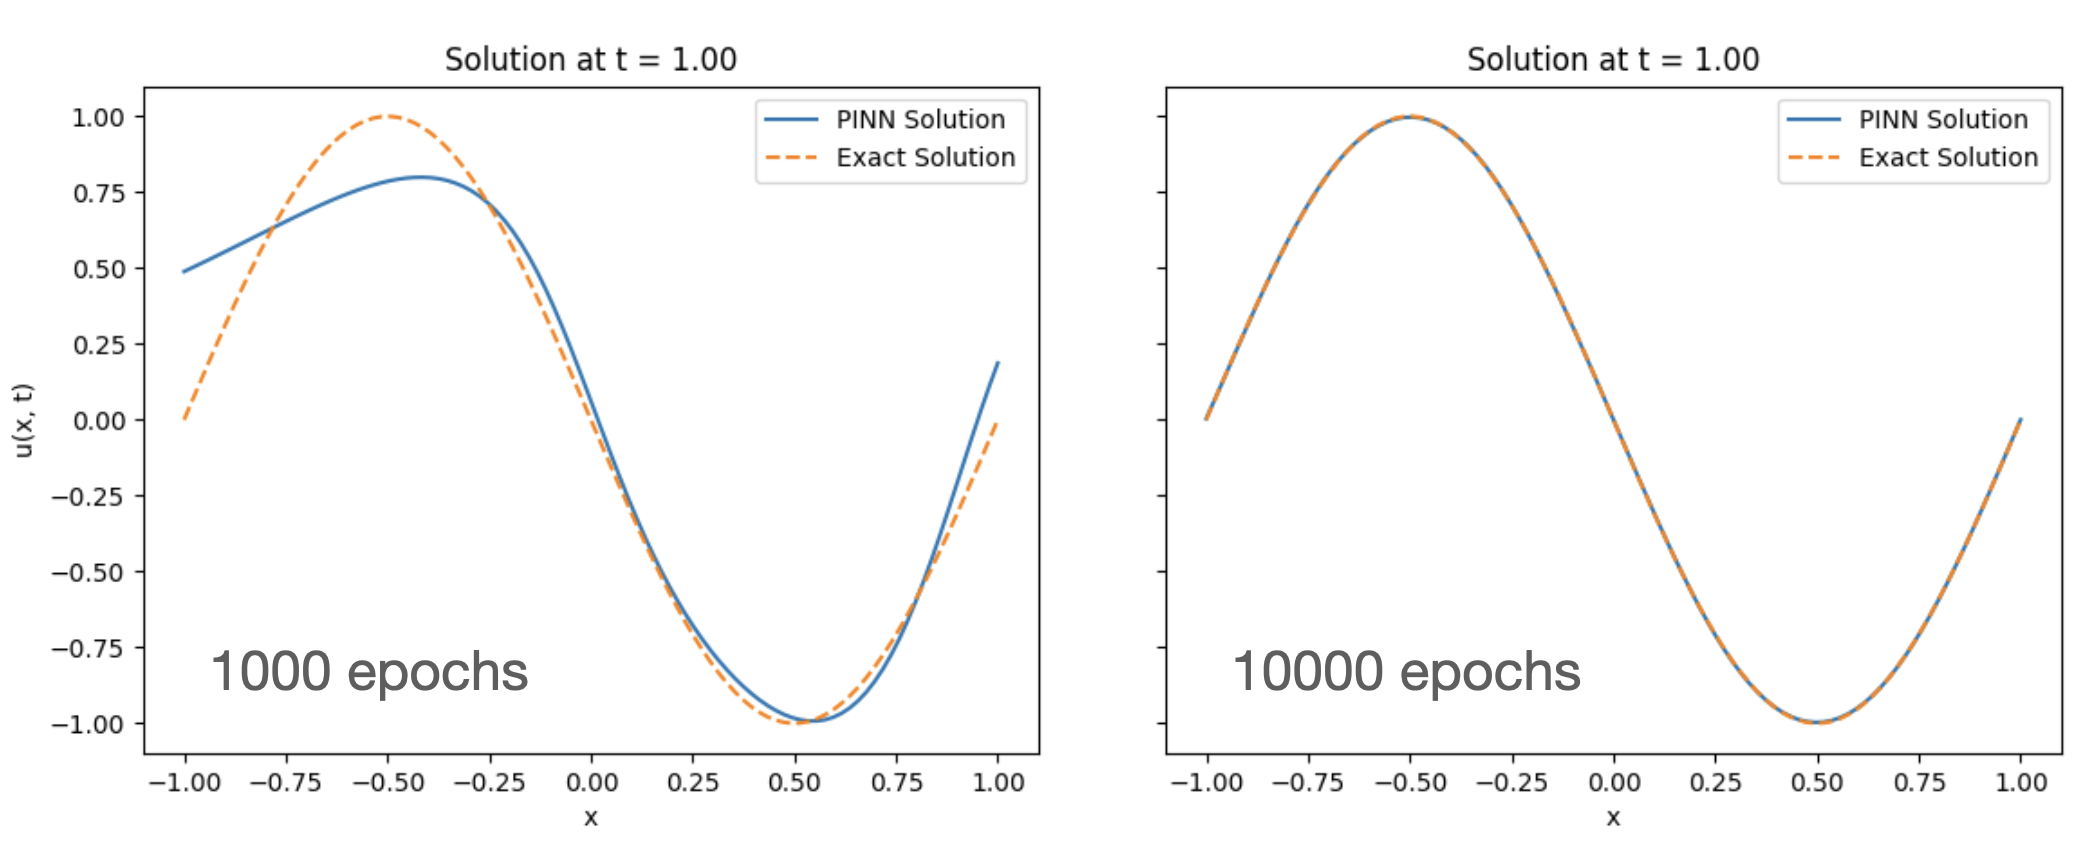 Solution at t = 1.00
PINN Solution
Exact Solution
1.00
0.75
0.50
0.25
0.00
−0.25
−0.50
−0.75
−1.00
u(x, t)
1000 epochs
−1.00 −0.75 −0.50 −0.25 0.00 0.25 0.50 0.75 1.00
x
Solution at t = 1.00
PINN Solution
Exact Solution
10000 epochs
−1.00 −0.75 −0.50 −0.25 0.00 0.25 0.50 0.75 1.00
x